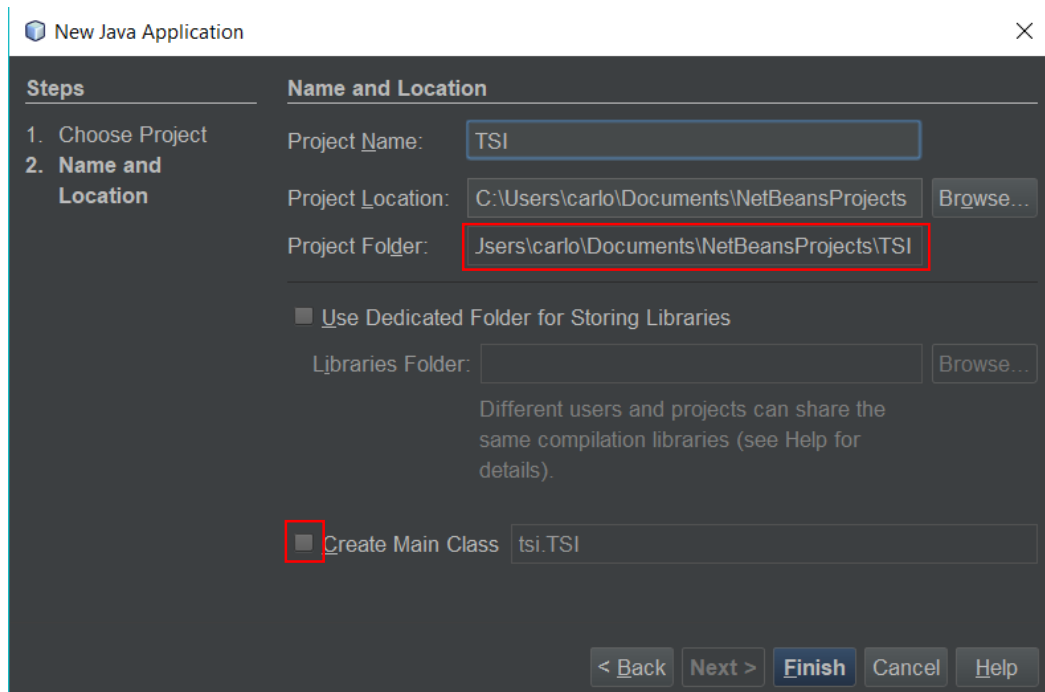 New Java Application
Steps
1. Choose Project
2. Name and
Location
Name and Location
Project Name: TSI
Project Location: C:\Users\carlo\Documents\NetBeansProjects Browse...
Project Folder: Jsers\carlo\Documents\NetBeansProjects\TSI
Use Dedicated Folder for Storing Libraries
Libraries Folder: Browse...
Different users and projects can share the
same compilation libraries (see Help for
details).
Create Main Class tsi.TSI
< Back Next > Finish Cancel Help